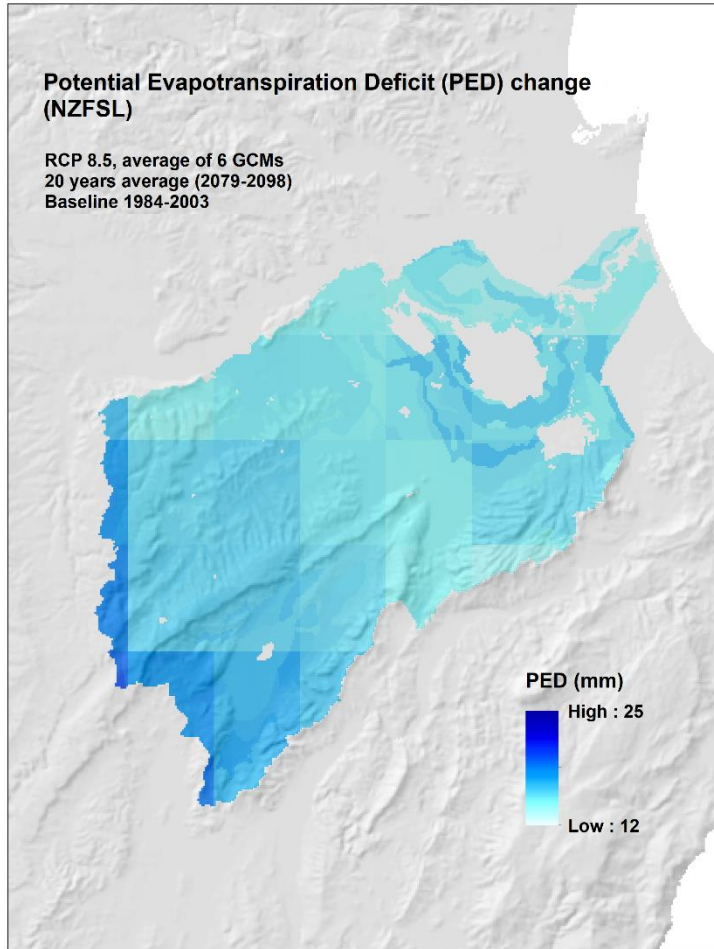 Potential Evapotranspiration Deficit (PED) change
(NZFSL)
RCP 8.5, average of 6 GCMs
20 years average (2079-2098)
Baseline 1984-2003
PED (mm)
High : 25
Low : 12